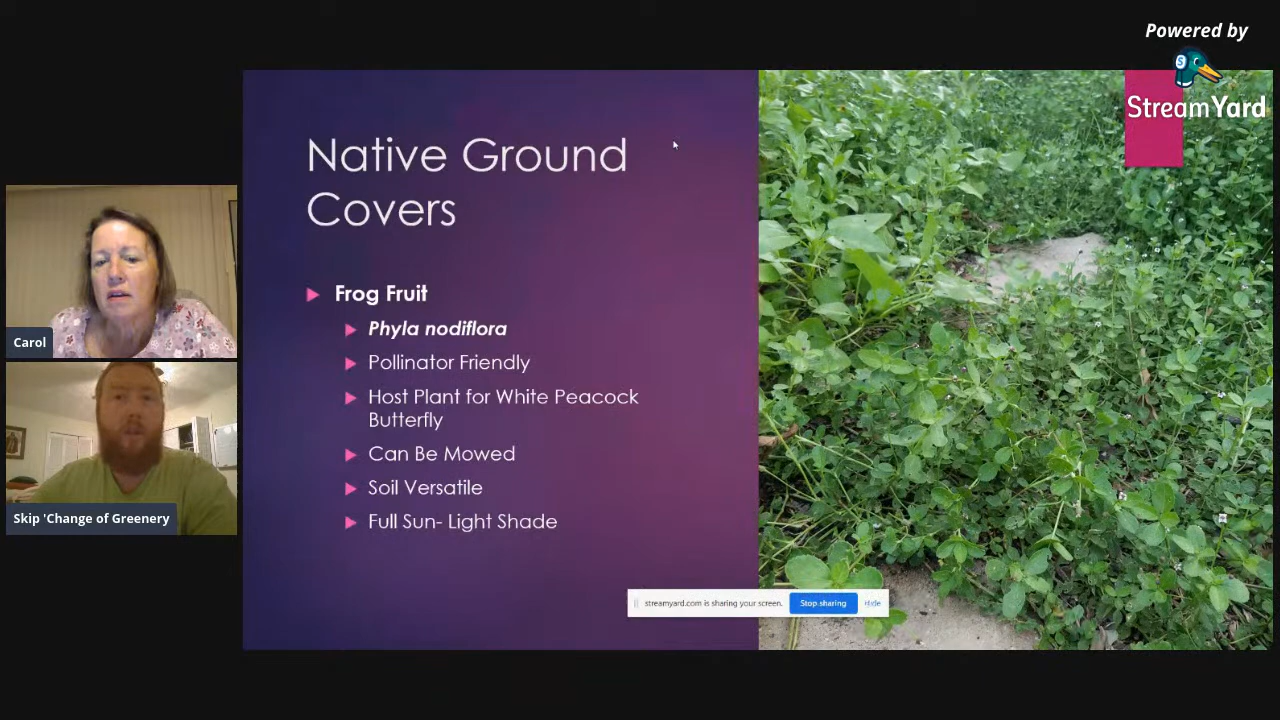 Powered by
StreamYard
Native Ground
Covers
Frog Fruit
Phyla nodiflora
Pollinator Friendly
Host Plant for White Peacock
Butterfly
Can Be Mowed
Soil Versatile
Full Sun- Light Shade
Carol
Skip 'Change of Greenery
streamyard.com is sharing your screen. Stop sharing Hide